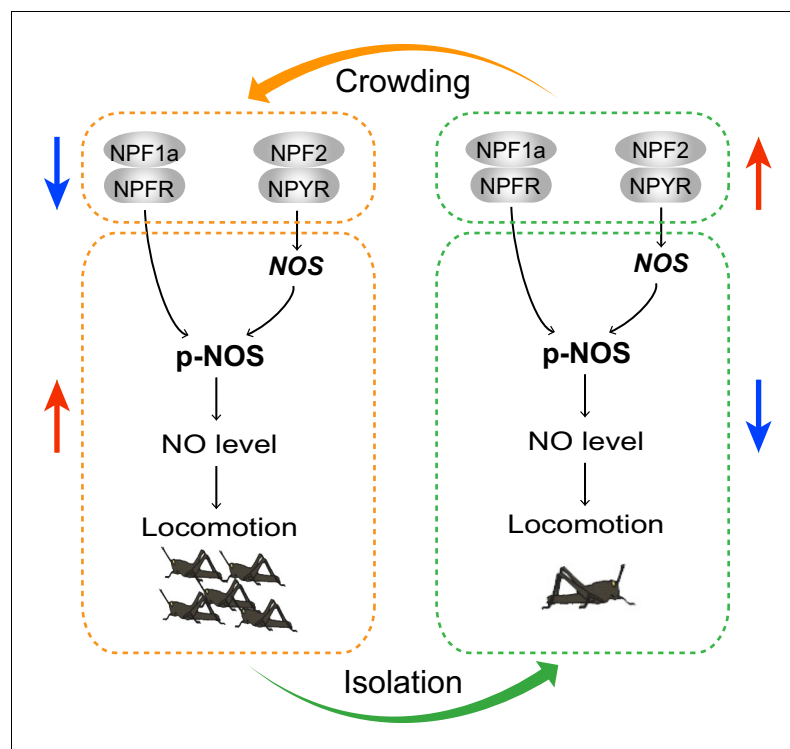 Crowding
NPF1a
NPF2
NPFR
NPYR
NOS
p-NOS
NO level
Locomotion
NPF1a
NPF2
NPFR
NPYR
NOS
p-NOS
NO level
Locomotion
Isolation